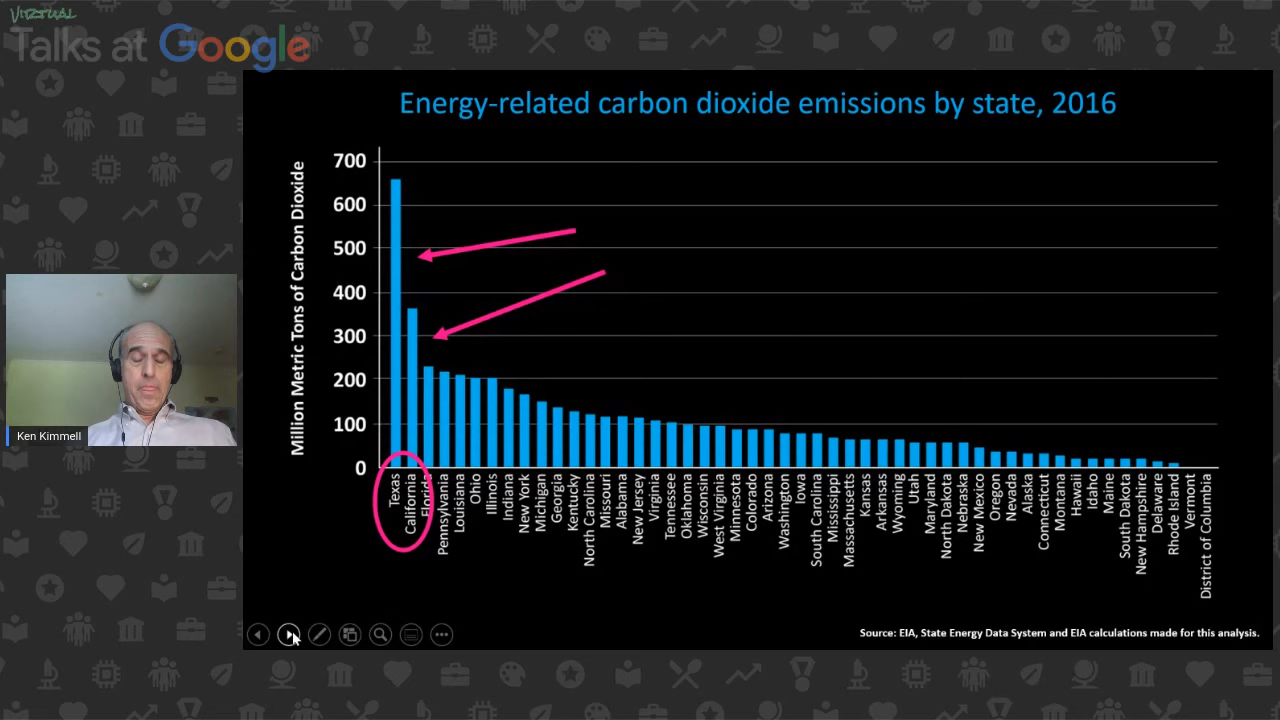 VIRTUAL
Talks at Google
Energy-related carbon dioxide emissions by state, 2016
Million Metric Tons of Carbon Dioxide
700
600
500
400
300
200
100
0
Texas
California
Florida
Pennsylvania
Louisiana
Ohio
Illinois
Indiana
New York
Michigan
Georgia
Kentucky
North Carolina
Missouri
Alabama
New Jersey
Virginia
Tennessee
Oklahoma
Wisconsin
West Virginia
Minnesota
Colorado
Arizona
Washington
Iowa
South Carolina
Mississippi
Massachusetts
Kansas
Arkansas
Wyoming
Utah
Maryland
North Dakota
Nebraska
New Mexico
Oregon
Nevada
Alaska
Connecticut
Montana
Hawaii
Idaho
Maine
South Dakota
New Hampshire
Delaware
Rhode Island
Vermont
District of Columbia
Ken Kimmell
Source: EIA, State Energy Data System and EIA calculations made for this analysis.